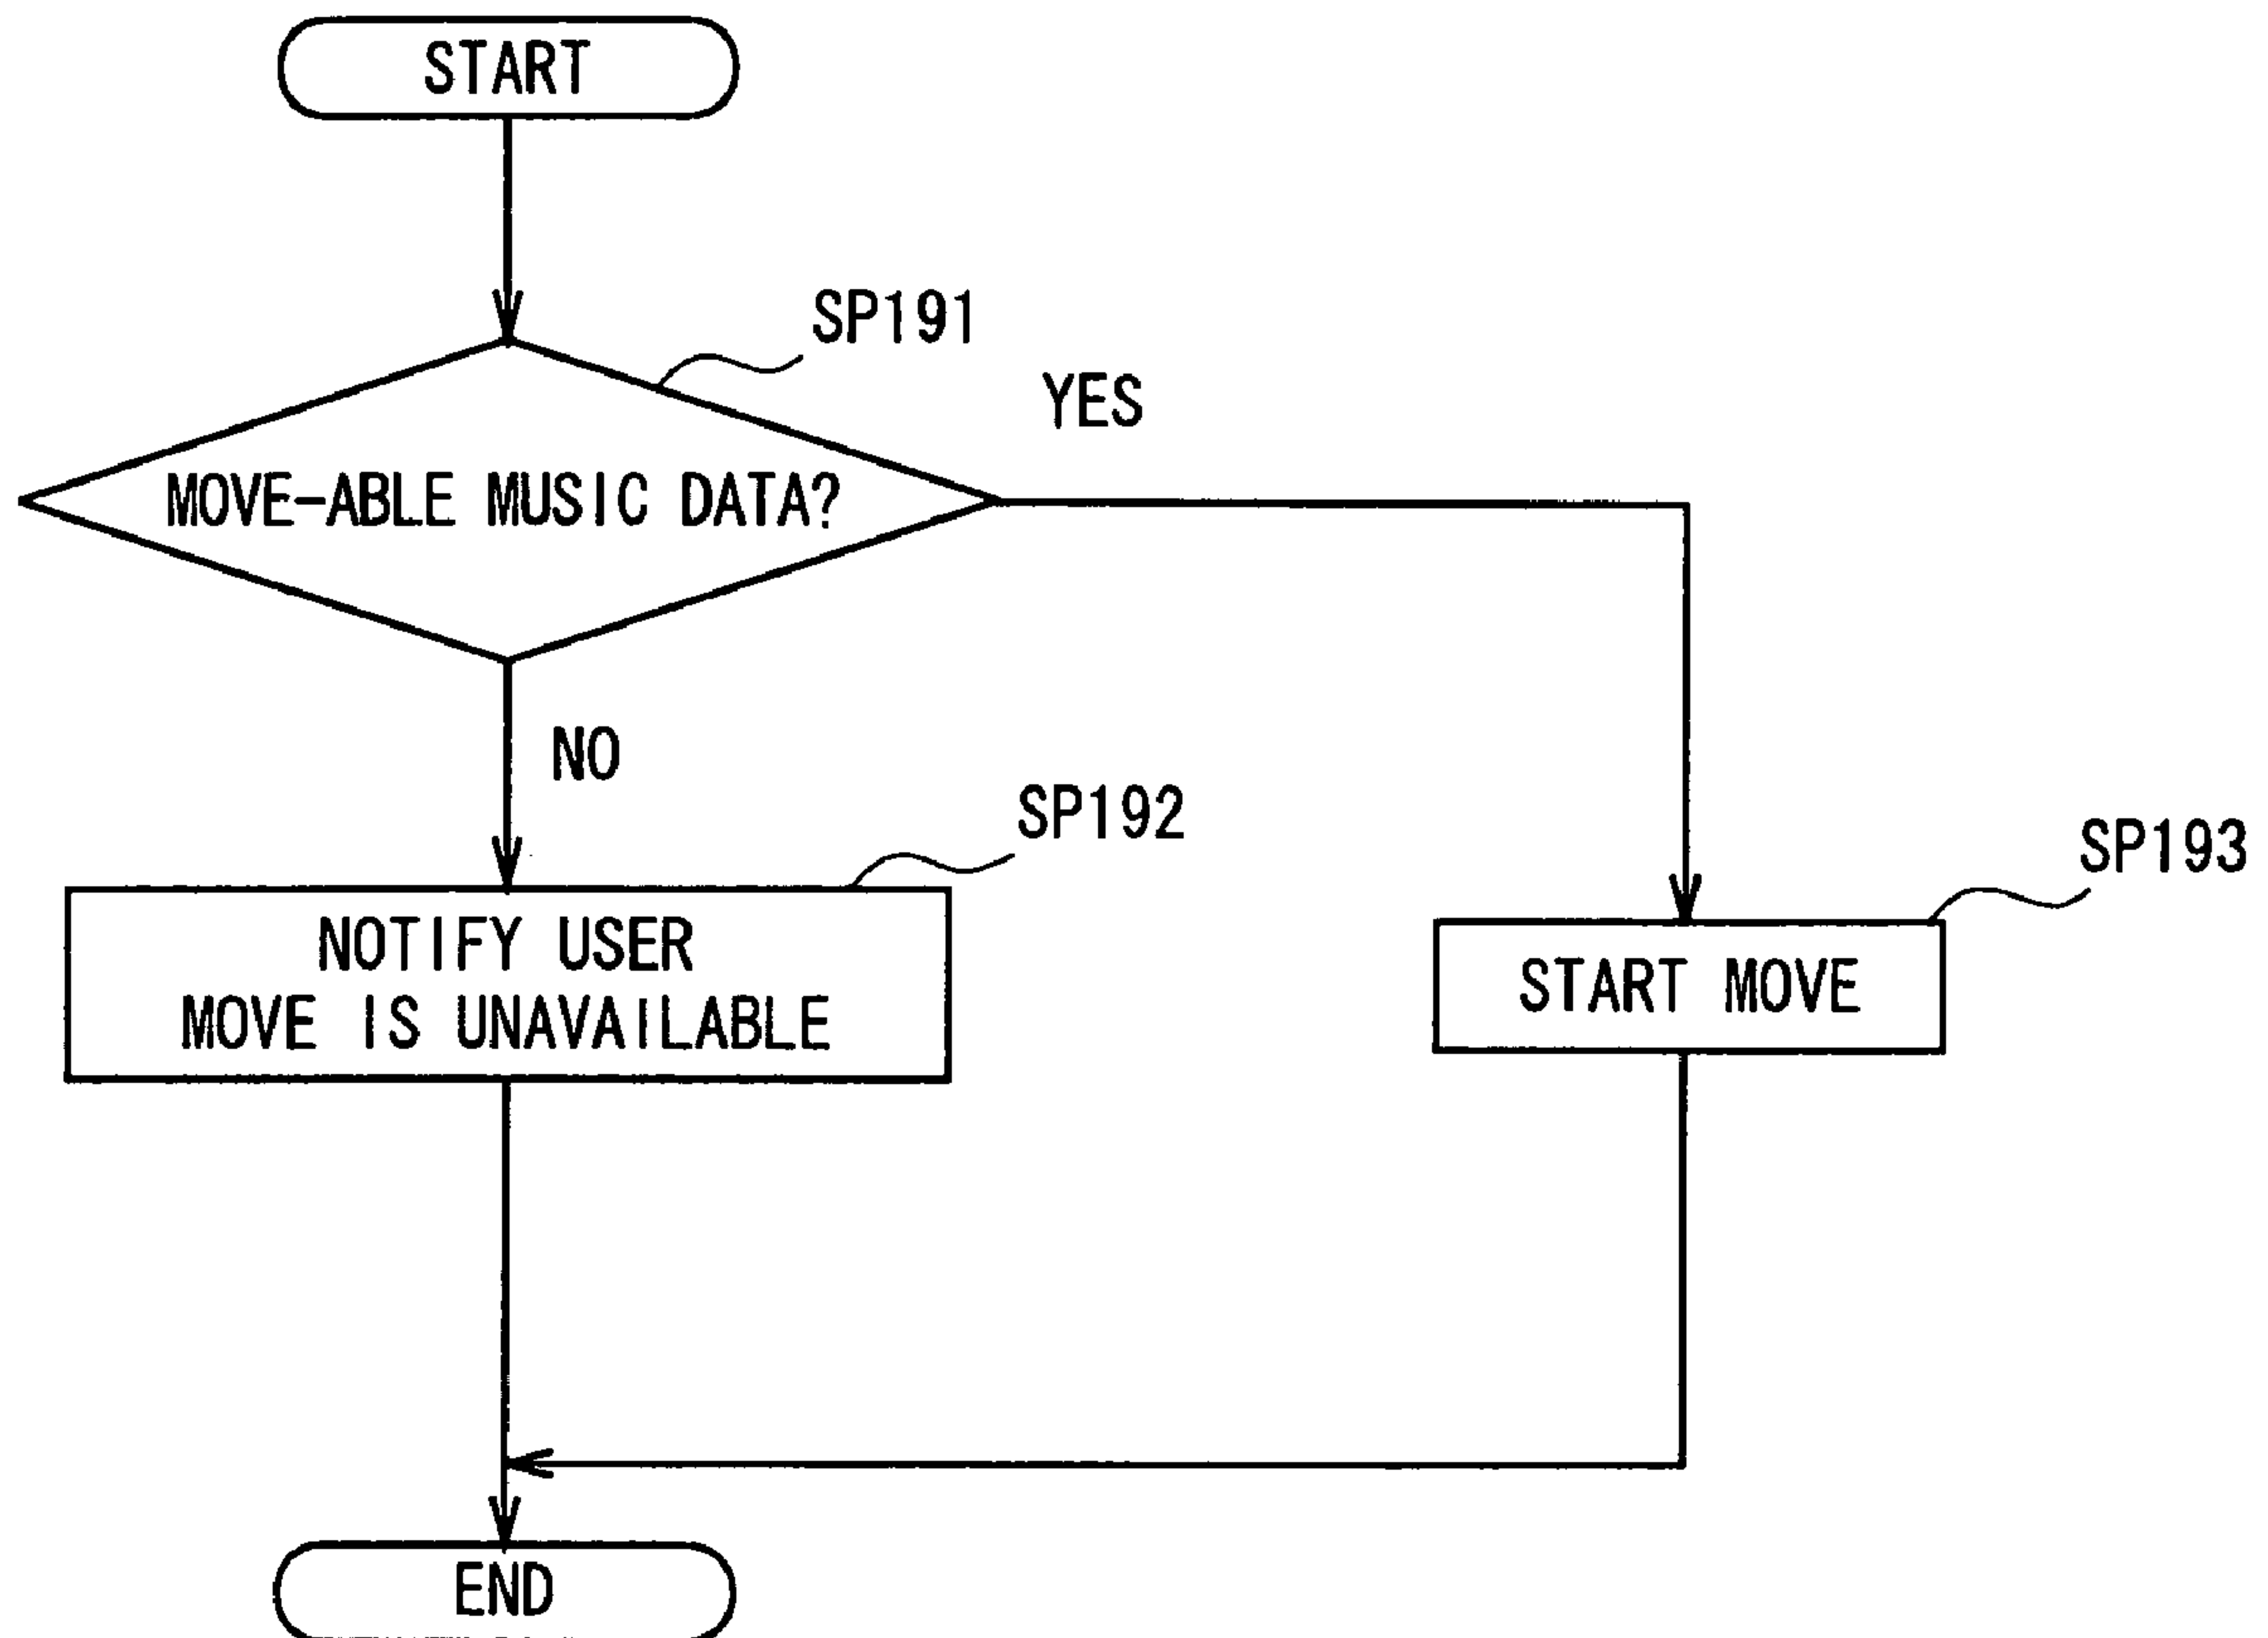 START
SP191
YES
MOVE-ABLE MUSIC DATA?
NO
SP192
SP193
NOTIFY USER
MOVE IS UNAVAILABLE
START MOVE
END